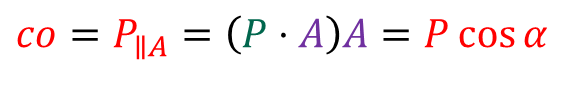 co = P∥A = (P · A)A = P cos α